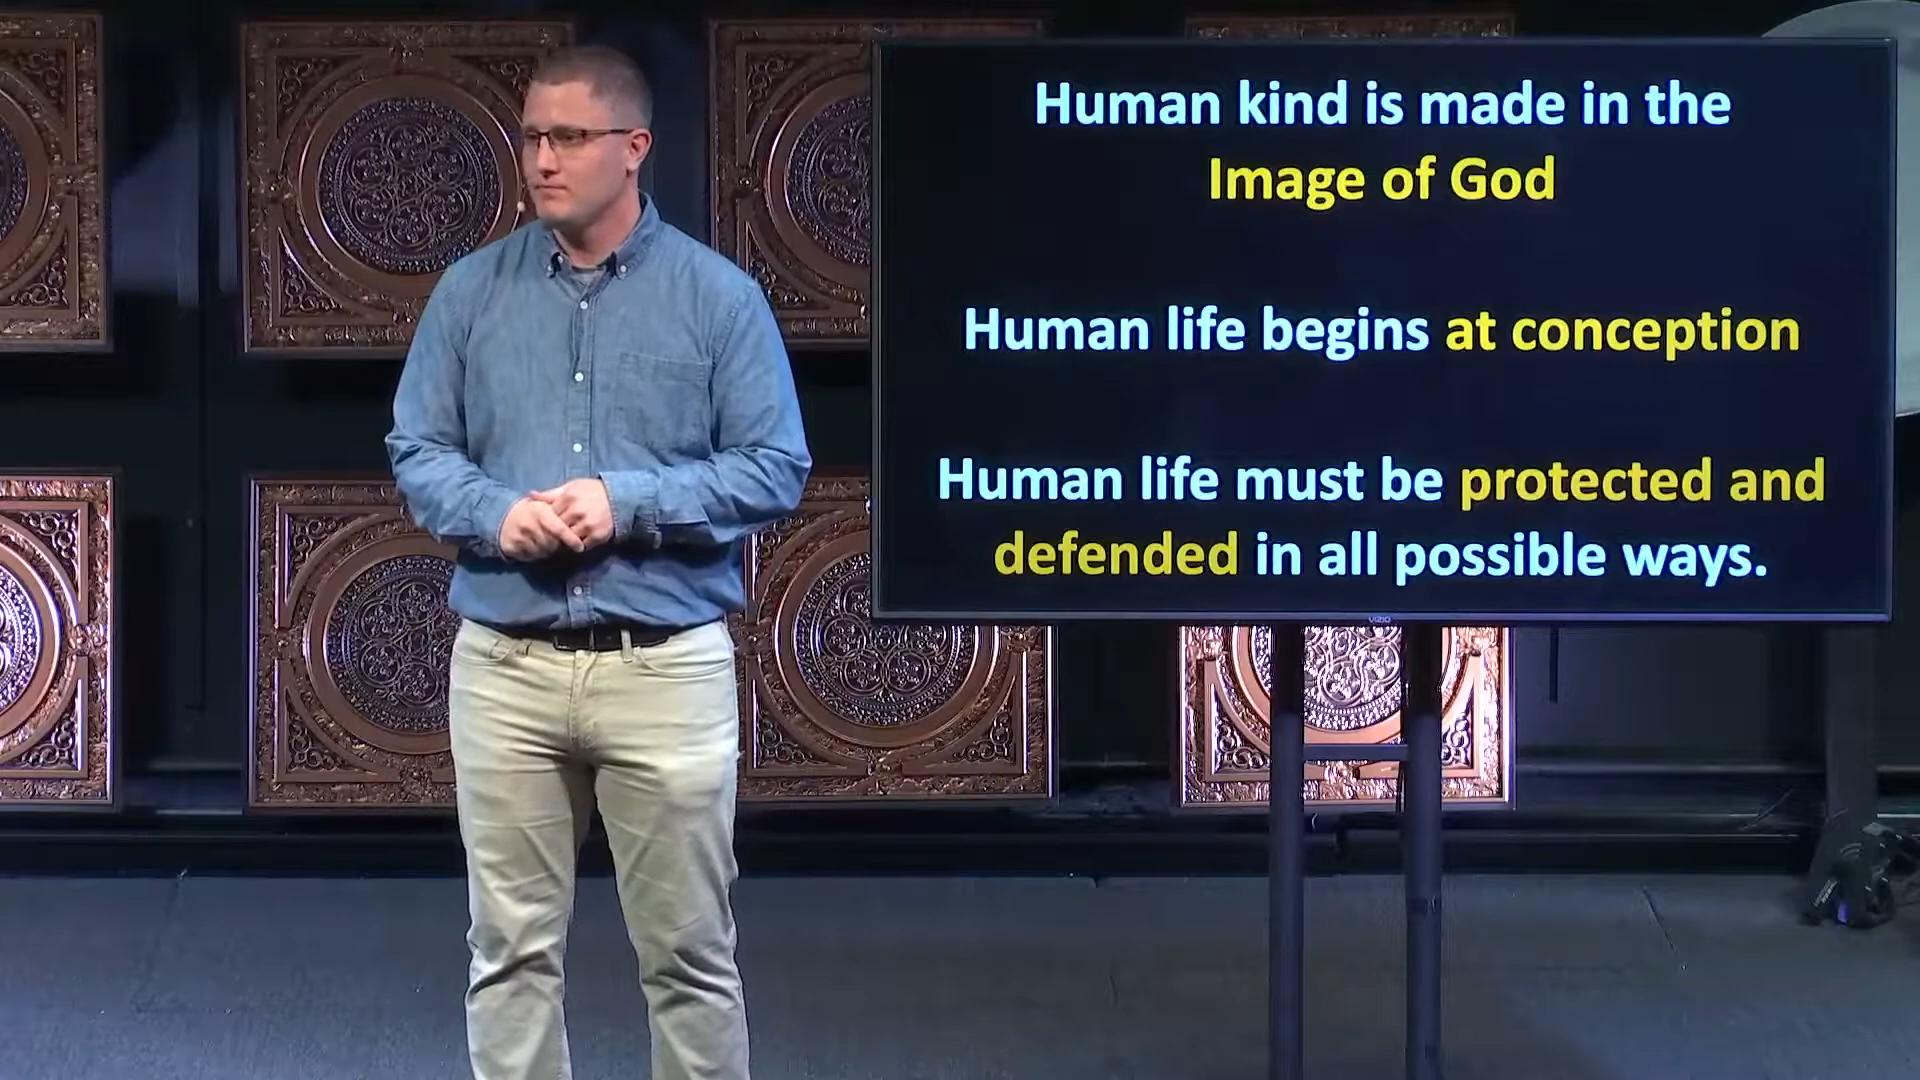 Human kind is made in the
Image of God
Human life begins at conception
Human life must be protected and
defended in all possible ways.
VIZIO